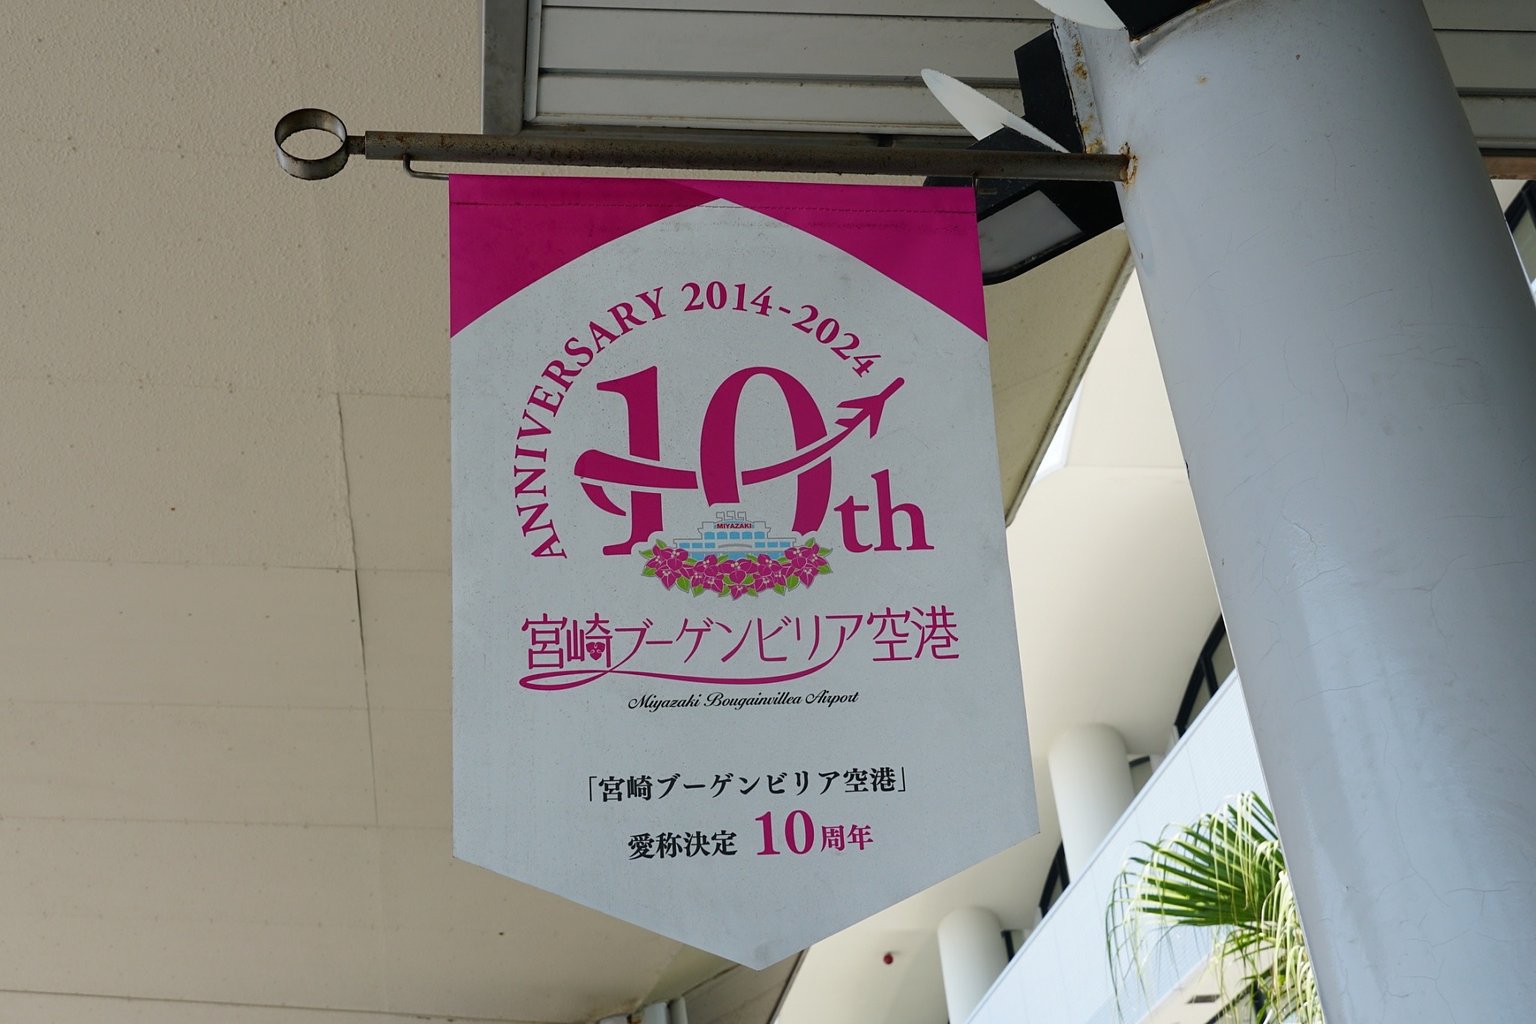 ANNIVERSARY 2014-2024
10th
MIYAZAKI
宮崎ブーゲンビリア空港
Miyazaki Bougainvillea Airport
「宮崎ブーゲンビリア空港」
愛称決定 10周年